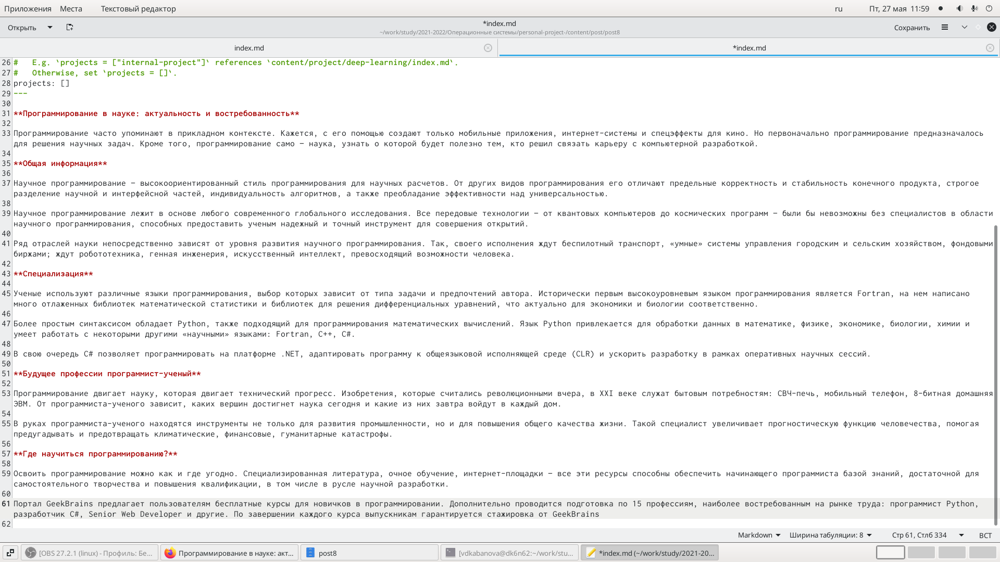 Приложения Места Текстовый редактор ru Пт, 27 мая 11:59
Открыть *index.md Сохранить
~/work/study/2021-2022/Операционные системы/personal-project-/content/post/post8
index.md *index.md
26 #   E.g. `projects = ["internal-project"]` references `content/project/deep-learning/index.md`.
27 #   Otherwise, set `projects = []`.
28 projects: []
29 ---
30
31 **Программирование в науке: актуальность и востребованность**
32
33 Программирование часто упоминают в прикладном контексте. Кажется, с его помощью создают только мобильные приложения, интернет-системы и спецэффекты для кино. Но первоначально программирование предназначалось
для решения научных задач. Кроме того, программирование само – наука, узнать о которой будет полезно тем, кто решил связать карьеру с компьютерной разработкой.
34
35 **Общая информация**
36
37 Научное программирование – высокоориентированный стиль программирования для научных расчетов. От других видов программирования его отличают предельные корректность и стабильность конечного продукта, строгое
разделение научной и интерфейсной частей, индивидуальность алгоритмов, а также преобладание эффективности над универсальностью.
38
39 Научное программирование лежит в основе любого современного глобального исследования. Все передовые технологии – от квантовых компьютеров до космических программ – были бы невозможны без специалистов в области
научного программирования, способных предоставить ученым надежный и точный инструмент для совершения открытий.
40
41 Ряд отраслей науки непосредственно зависят от уровня развития научного программирования. Так, своего исполнения ждут беспилотный транспорт, «умные» системы управления городским и сельским хозяйством, фондовыми
биржами; ждут робототехника, генная инженерия, искусственный интеллект, превосходящий возможности человека.
42
43 **Специализация**
44
45 Ученые используют различные языки программирования, выбор которых зависит от типа задачи и предпочтений автора. Исторически первым высокоуровневым языком программирования является Fortran, на нем написано
много отлаженных библиотек математической статистики и библиотек для решения дифференциальных уравнений, что актуально для экономики и биологии соответственно.
46
47 Более простым синтаксисом обладает Python, также подходящий для программирования математических вычислений. Язык Python привлекается для обработки данных в математике, физике, экономике, биологии, химии и
умеет работать с некоторыми другими «научными» языками: Fortran, C++, C#.
48
49 В свою очередь C# позволяет программировать на платформе .NET, адаптировать программу к общеязыковой исполняющей среде (CLR) и ускорить разработку в рамках оперативных научных сессий.
50
51 **Будущее профессии программист-ученый**
52
53 Программирование двигает науку, которая двигает технический прогресс. Изобретения, которые считались революционными вчера, в XXI веке служат бытовым потребностям: СВЧ-печь, мобильный телефон, 8-битная домашняя
ЭВМ. От программиста-ученого зависит, каких вершин достигнет наука сегодня и какие из них завтра войдут в каждый дом.
54
55 В руках программиста-ученого находятся инструменты не только для развития промышленности, но и для повышения общего качества жизни. Такой специалист увеличивает прогностическую функцию человечества, помогая
предугадывать и предотвращать климатические, финансовые, гуманитарные катастрофы.
56
57 **Где научиться программированию?**
58
59 Освоить программирование можно как и где угодно. Специализированная литература, очное обучение, интернет-площадки – все эти ресурсы способны обеспечить начинающего программиста базой знаний, достаточной для
самостоятельного творчества и повышения квалификации, в том числе в русле научной разработки.
60
61 Портал GeekBrains предлагает пользователям бесплатные курсы для новичков в программировании. Дополнительно проводится подготовка по 15 профессиям, наиболее востребованным на рынке труда: программист Python,
разработчик C#, Senior Web Developer и другие. По завершении каждого курса выпускникам гарантируется стажировка от GeekBrains
62
Markdown Ширина табуляции: 8 Стр 61, Стлб 334 ВСТ
[OBS 27.2.1 (linux) - Профиль: Бе... Программирование в науке: акт... post8 [vdkabanova@dk6n62:~/work/stu... *index.md (~/work/study/2021-20...